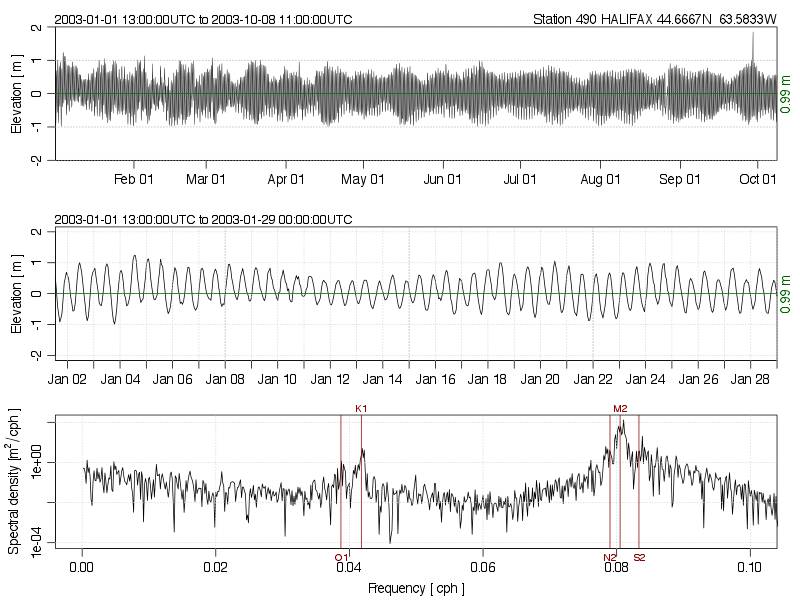 2003-01-01 13:00:00UTC to 2003-10-08 11:00:00UTC Station 490 HALIFAX 44.6667N 63.5833W
Elevation [ m ]
2
1
0
-1
-2
0.99 m
Feb 01 Mar 01 Apr 01 May 01 Jun 01 Jul 01 Aug 01 Sep 01 Oct 01
2003-01-01 13:00:00UTC to 2003-01-29 00:00:00UTC
Elevation [ m ]
2
1
0
-1
-2
0.99 m
Jan 02 Jan 04 Jan 06 Jan 08 Jan 10 Jan 12 Jan 14 Jan 16 Jan 18 Jan 20 Jan 22 Jan 24 Jan 26 Jan 28
K1 M2
Spectral density [m²/cph ]
1e+00
1e-04
O1 N2 S2
0.00 0.02 0.04 0.06 0.08 0.10
Frequency [ cph ]